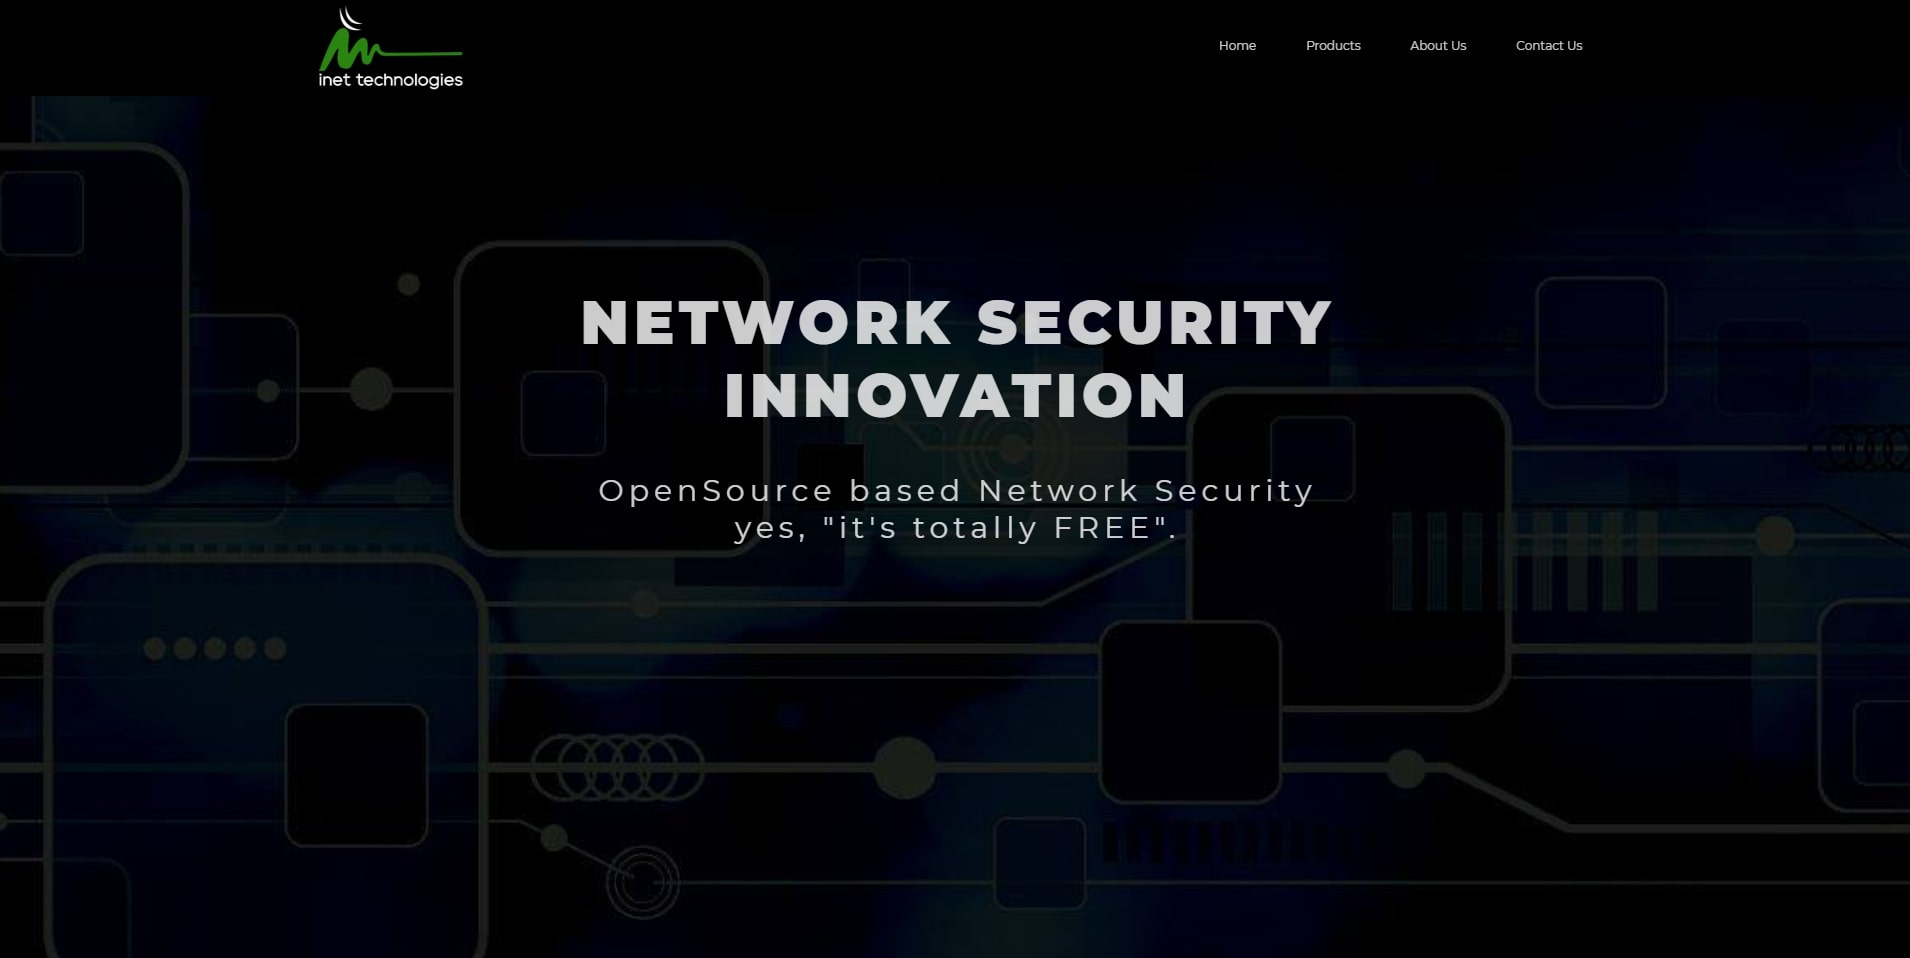 inet technologies
Home Products About Us Contact Us
NETWORK SECURITY
INNOVATION
OpenSource based Network Security
yes, "it's totally FREE".